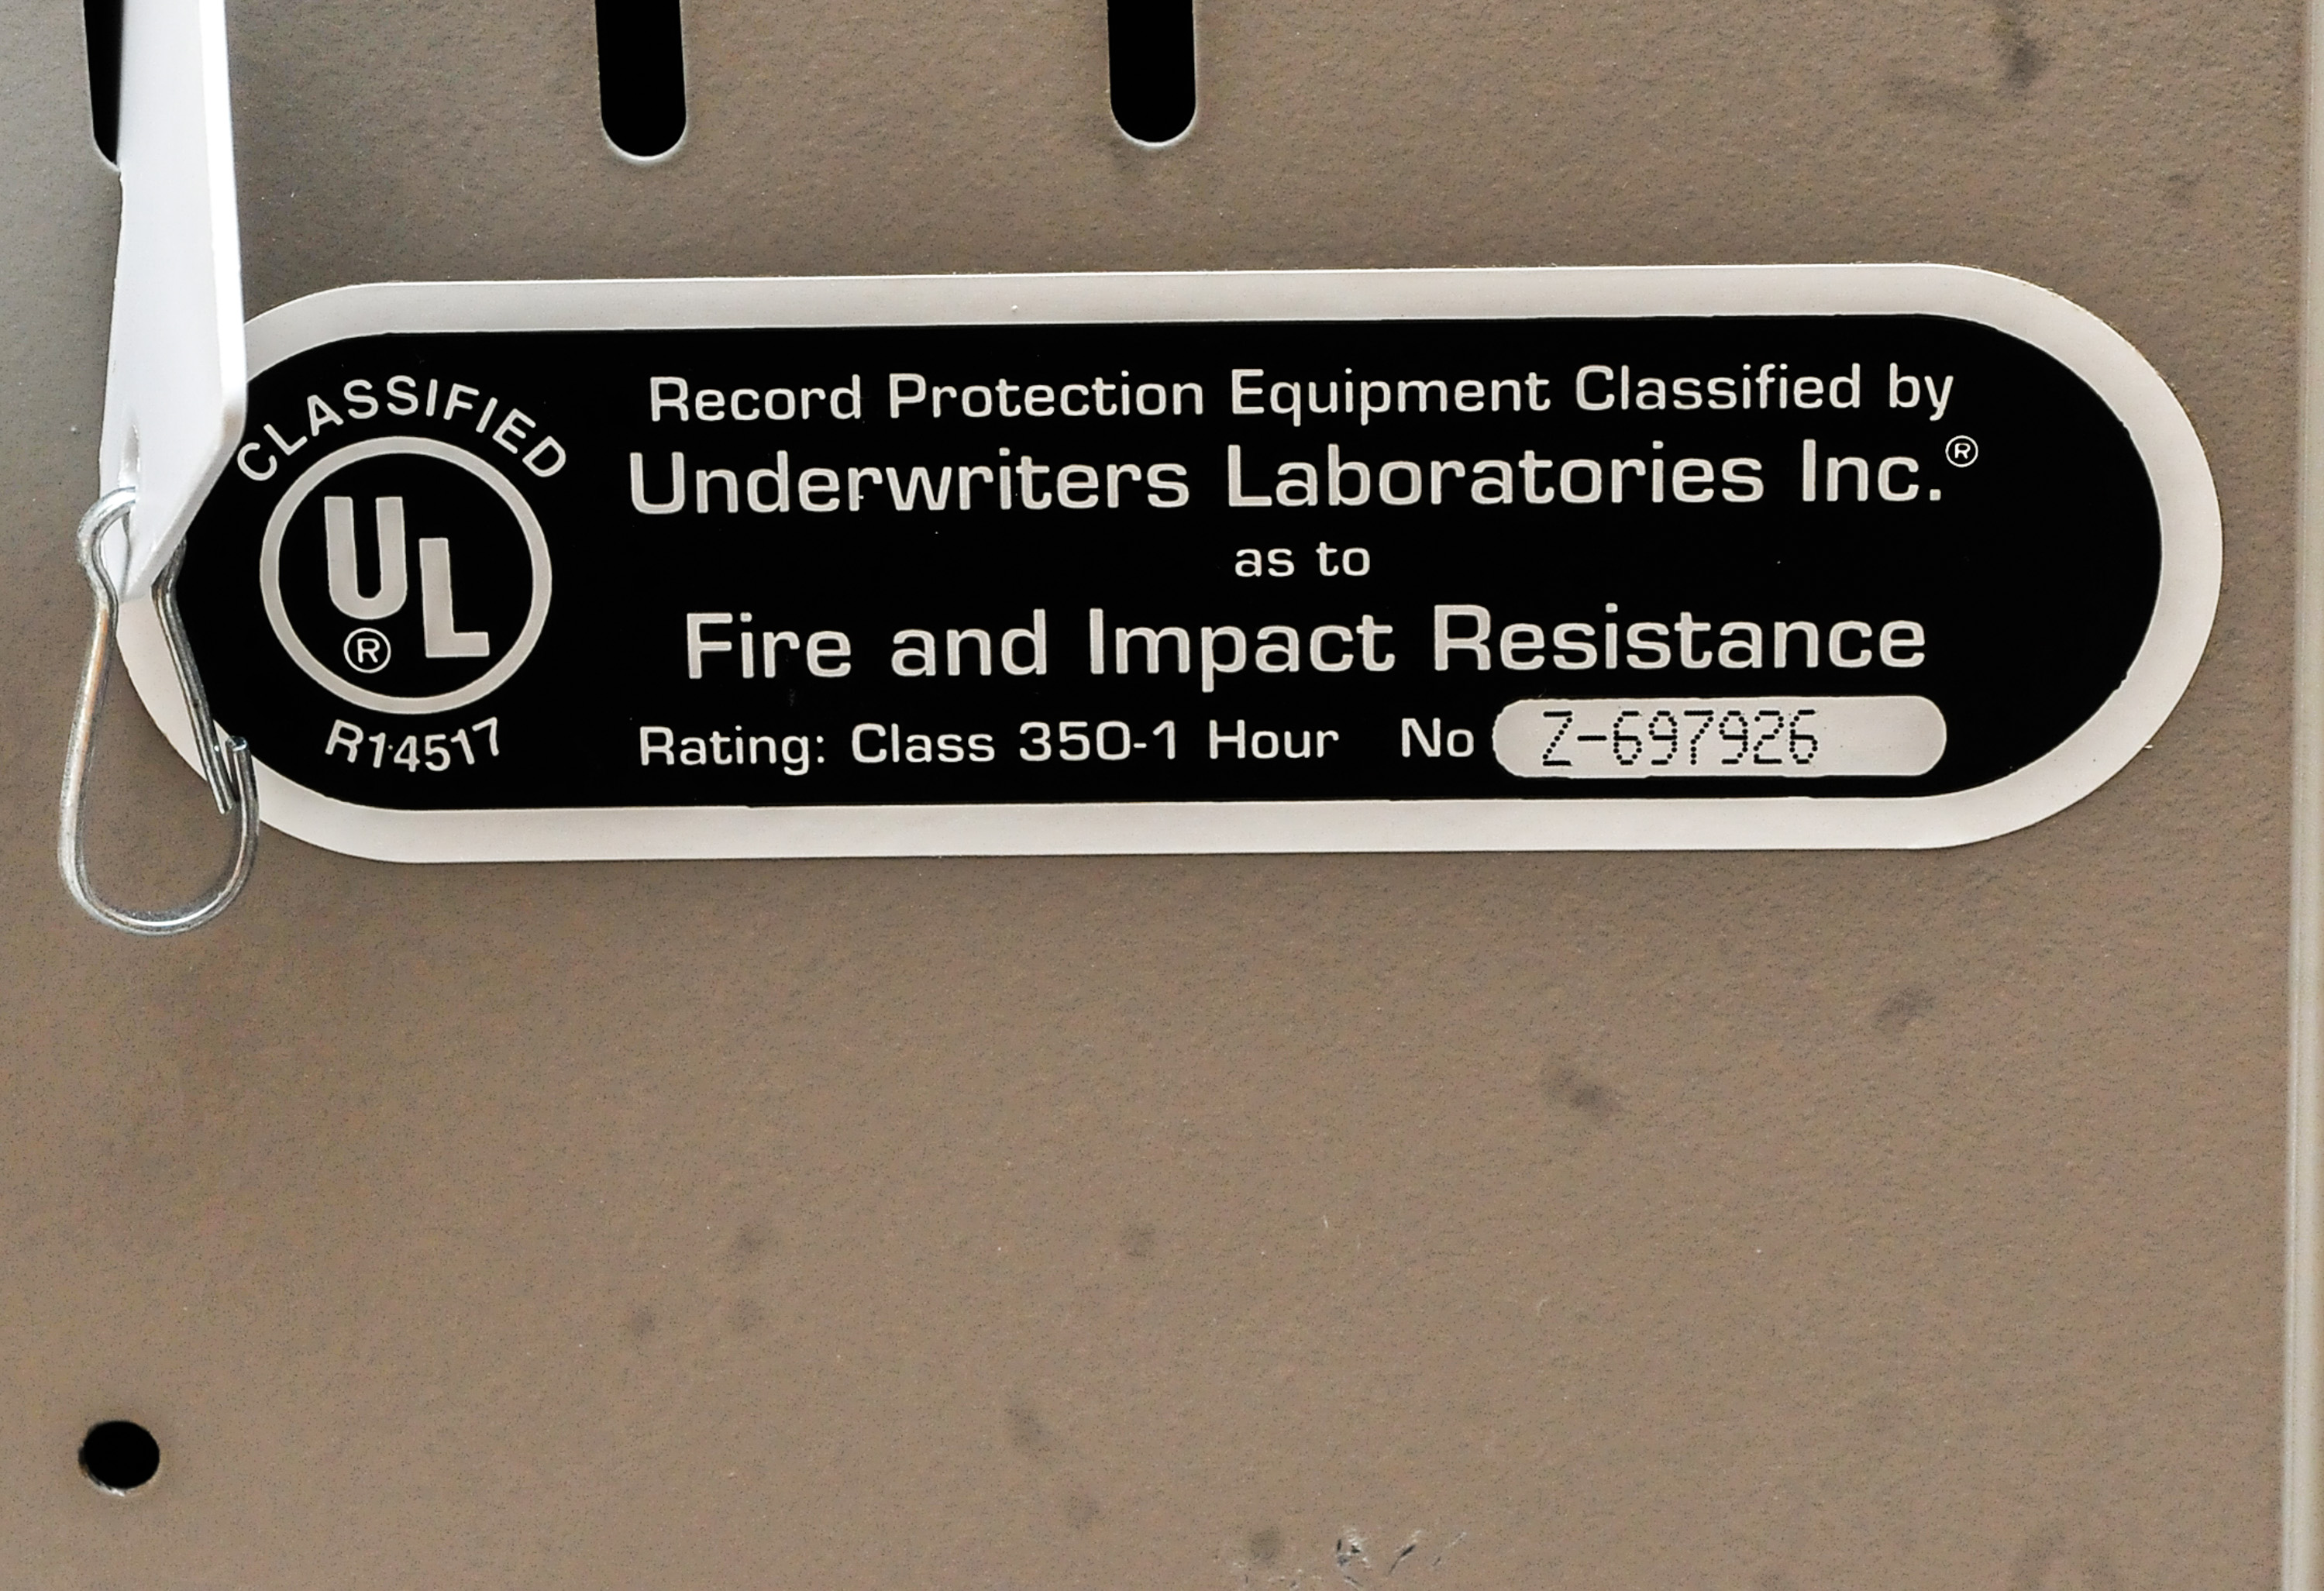 CLASSIFIED
UL®
R14517
Record Protection Equipment Classified by
Underwriters Laboratories Inc.®
as to
Fire and Impact Resistance
Rating: Class 350-1 Hour No Z-697926